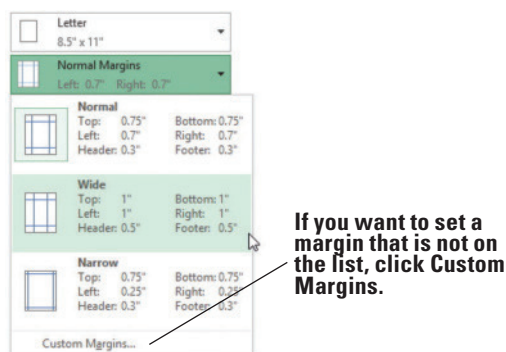 Letter
8.5" x 11"
Normal Margins
Left: 0.7" Right: 0.7"
Normal
Top: 0.75" Bottom: 0.75"
Left: 0.7" Right: 0.7"
Header: 0.3" Footer: 0.3"
Wide
Top: 1" Bottom: 1"
Left: 1" Right: 1"
Header: 0.5" Footer: 0.5"
Narrow
Top: 0.75" Bottom: 0.75"
Left: 0.25" Right: 0.25"
Header: 0.3" Footer: 0.3"
Custom Margins...
If you want to set a
margin that is not on
the list, click Custom
Margins.